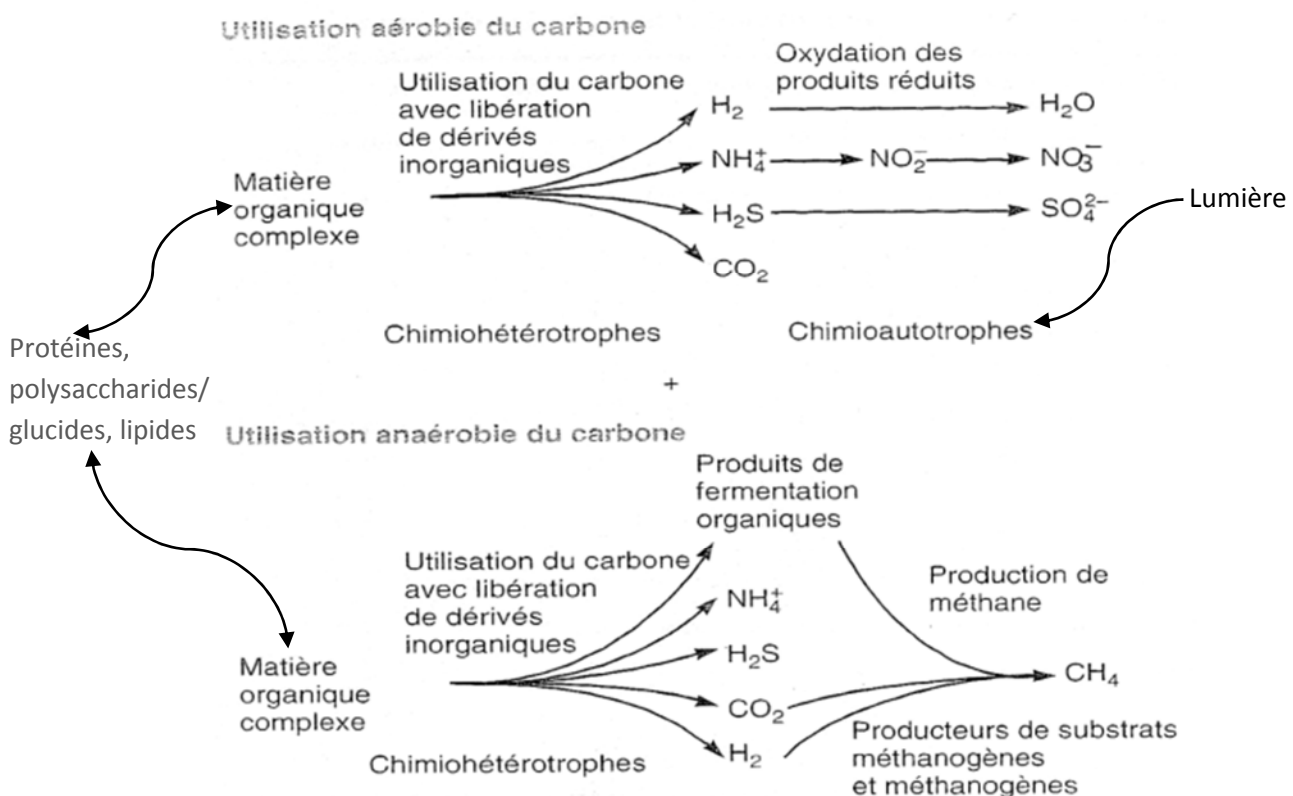 Utilisation aérobie du carbone
Utilisation du carbone
avec libération
de dérivés
inorganiques
Oxydation des
produits réduits
H₂
H₂O
NH₄⁺
NO₂⁻
NO₃⁻
Matière
organique
complexe
H₂S
SO₄²⁻
Lumière
CO₂
Chimiohétérotrophes
Chimioautotrophes
Protéines,
polysaccharides/
glucides, lipides
+
Utilisation anaérobie du carbone
Produits de
fermentation
organiques
Utilisation du carbone
avec libération
de dérivés
inorganiques
Production de
méthane
NH₄⁺
H₂S
Matière
organique
complexe
CH₄
CO₂
H₂
Producteurs de substrats
méthanogènes
et méthanogènes
Chimiohétérotrophes